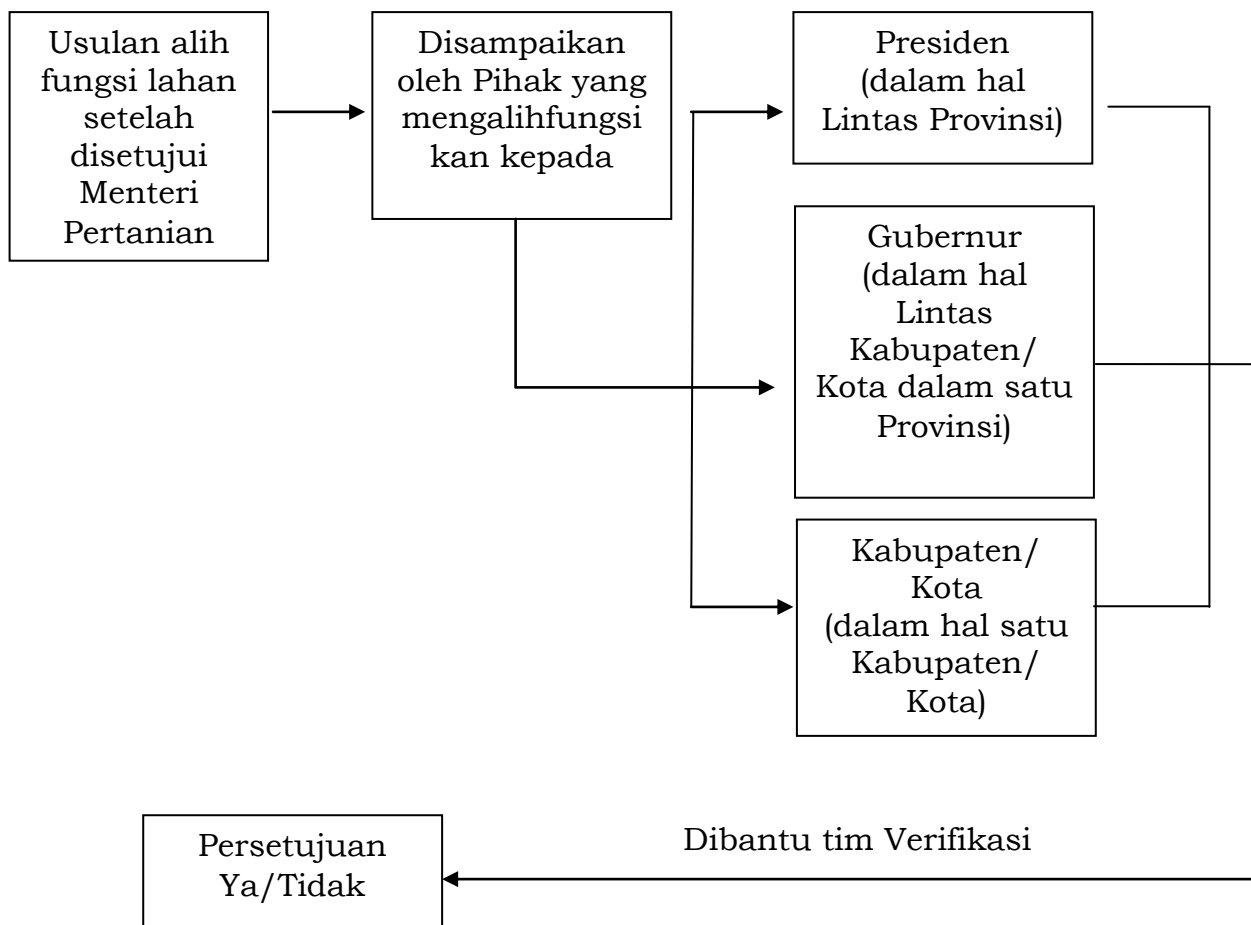 Usulan alih
fungsi lahan
setelah
disetujui
Menteri
Pertanian
Disampaikan
oleh Pihak yang
mengalihfungsi
kan kepada
Presiden
(dalam hal
Lintas Provinsi)
Gubernur
(dalam hal
Lintas
Kabupaten/
Kota dalam satu
Provinsi)
Kabupaten/
Kota
(dalam hal satu
Kabupaten/
Kota)
Persetujuan
Ya/Tidak
Dibantu tim Verifikasi